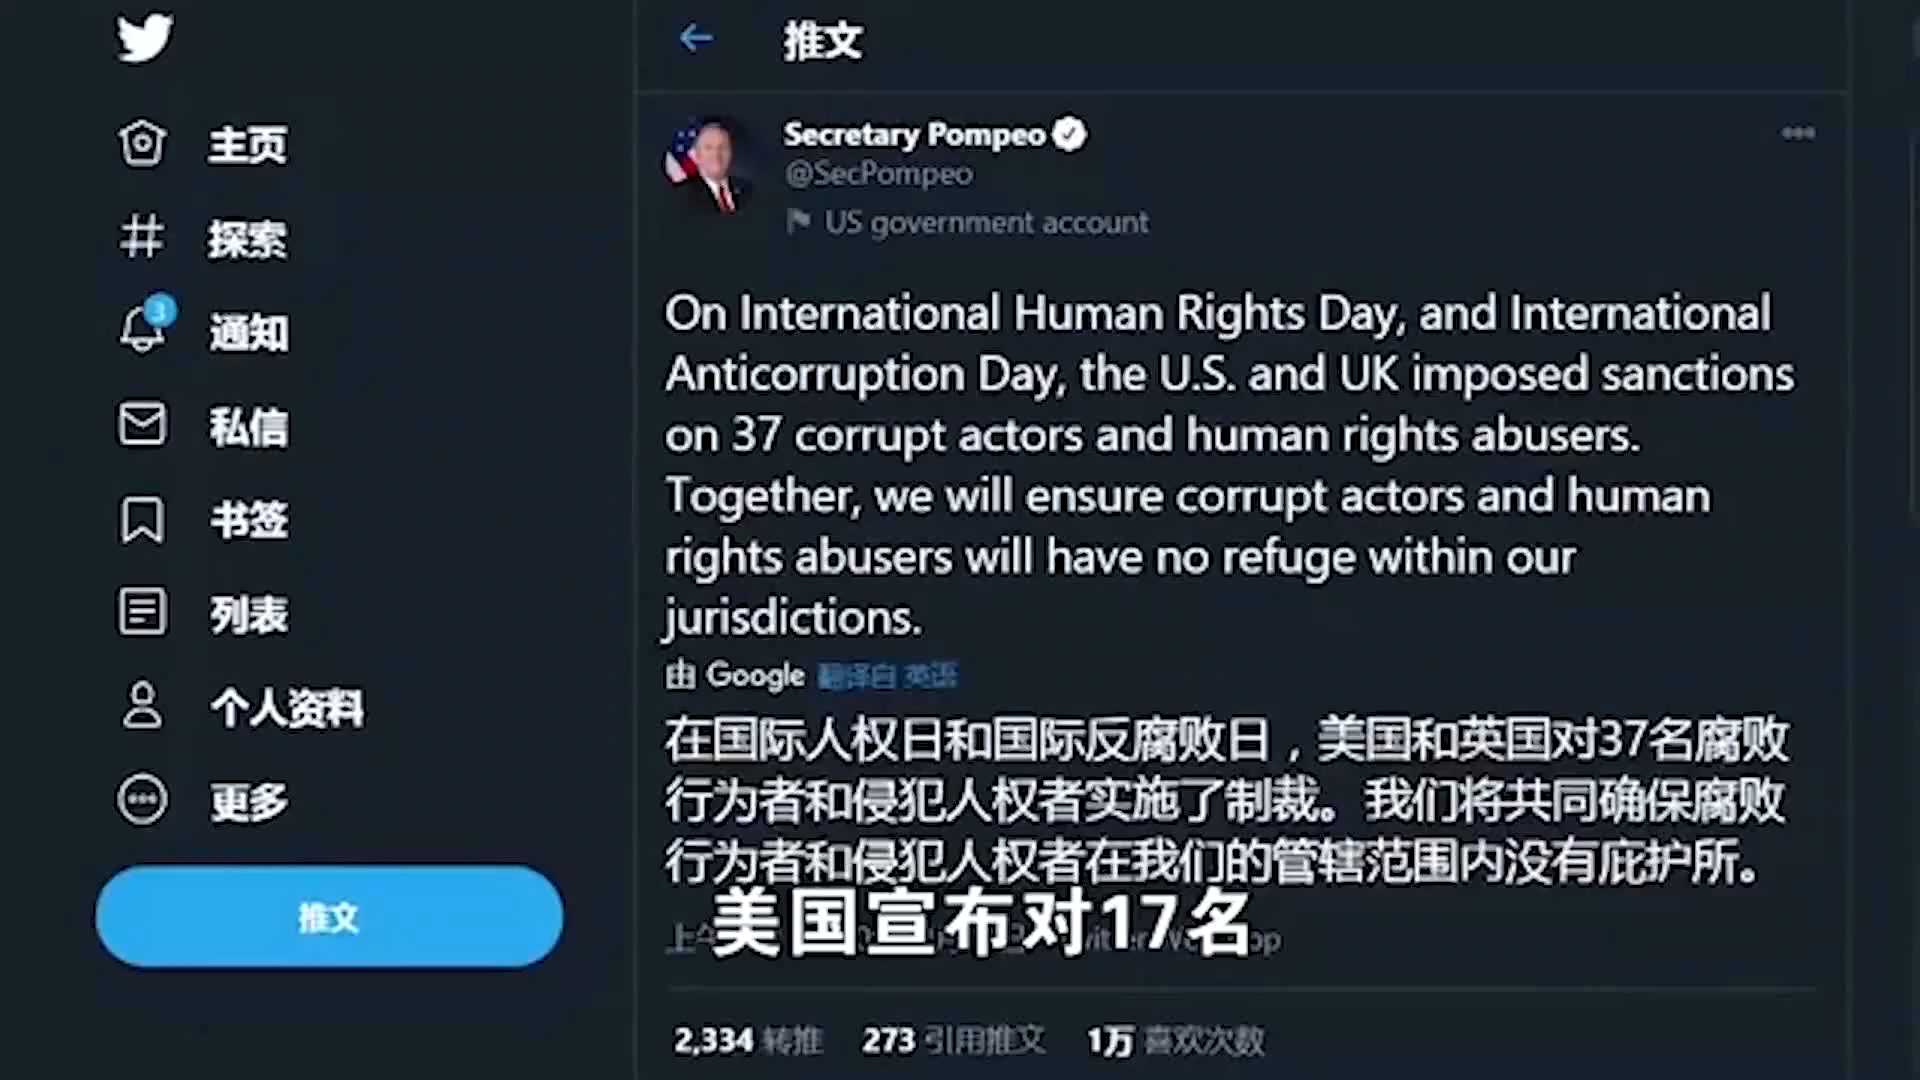 推文
主页
探索
3
通知
私信
书签
列表
个人资料
更多
推文
Secretary Pompeo
@SecPompeo
US government account
On International Human Rights Day, and International
Anticorruption Day, the U.S. and UK imposed sanctions
on 37 corrupt actors and human rights abusers.
Together, we will ensure corrupt actors and human
rights abusers will have no refuge within our
jurisdictions.
由 Google 翻译自 英语
在国际人权日和国际反腐败日，美国和英国对37名腐败
行为者和侵犯人权者实施了制裁。我们将共同确保腐败
行为者和侵犯人权者在我们的管辖范围内没有庇护所。
美国宣布对17名
2,334 转推 273 引用推文 1万 喜欢次数